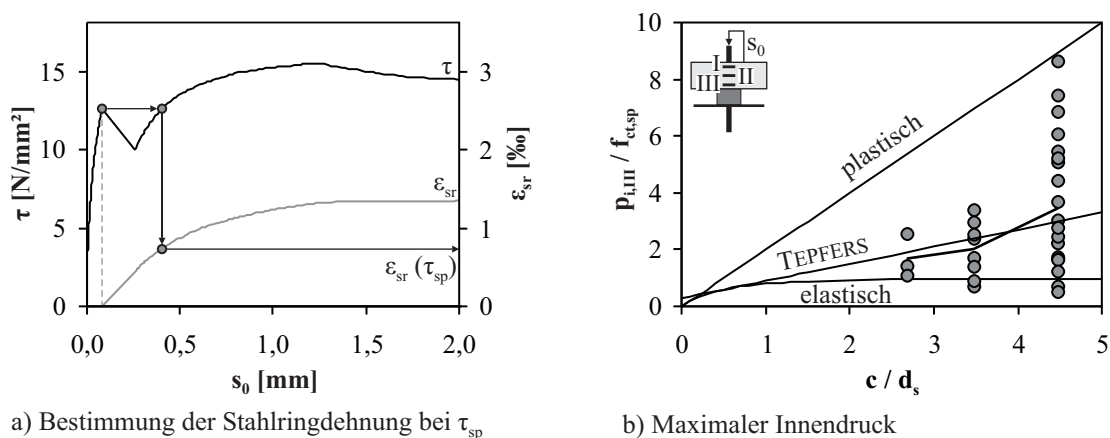 τ [N/mm²]
15
10
5
0
τ
ε_sr
ε_sr (τ_sp)
3
2
1
0
ε_sr [‰]
0,0 0,5 1,0 1,5 2,0
s₀ [mm]
a) Bestimmung der Stahlringdehnung bei τ_sp
p_i,III / f_ct,sp
10
8
6
4
2
0
s₀
I
III II
plastisch
TEPFERS
elastisch
0 1 2 3 4 5
c / d_s
b) Maximaler Innendruck